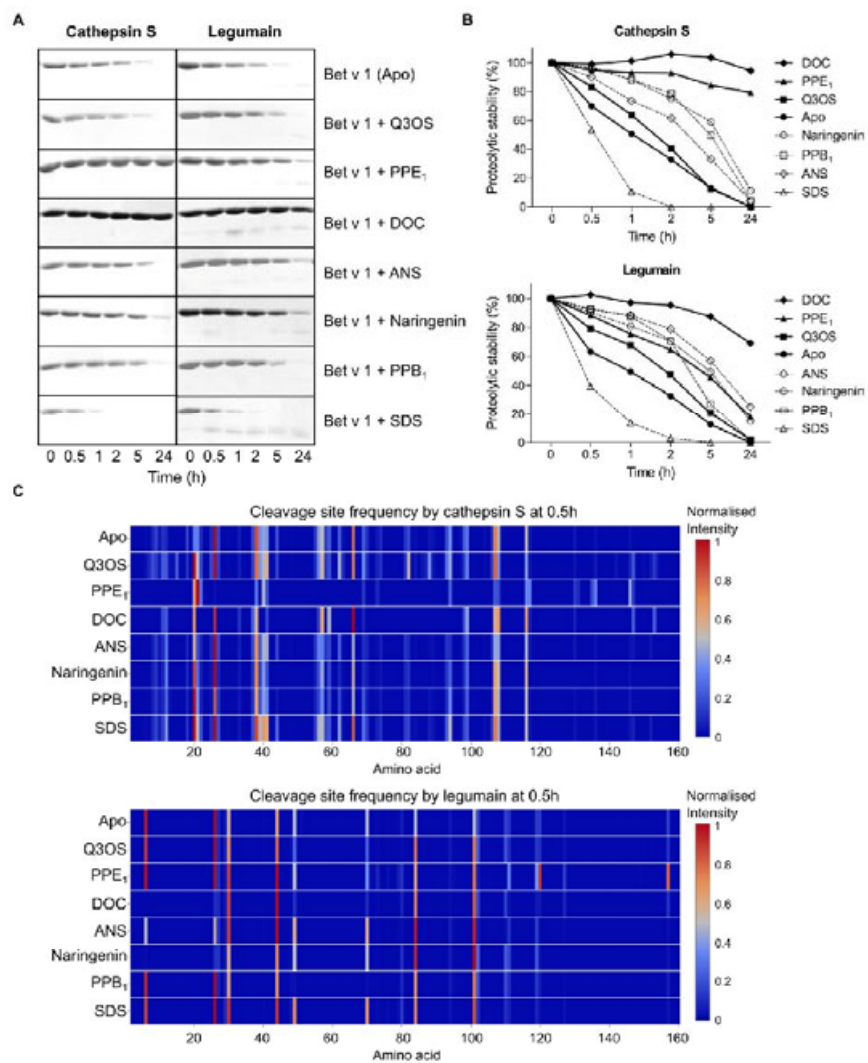 A
Cathepsin S Legumain
Bet v 1 (Apo)
Bet v 1 + Q3OS
Bet v 1 + PPE₁
Bet v 1 + DOC
Bet v 1 + ANS
Bet v 1 + Naringenin
Bet v 1 + PPB₁
Bet v 1 + SDS
0 0.5 1 2 5 24 0 0.5 1 2 5 24
Time (h)
B
Cathepsin S
Proteolytic stability (%)
100
80
60
40
20
0
0 0.5 1 2 5 24
Time (h)
DOC
PPE₁
Q3OS
Apo
Naringenin
PPB₁
ANS
SDS
Legumain
Proteolytic stability (%)
100
80
60
40
20
0
0 0.5 1 2 5 24
Time (h)
DOC
PPE₁
Q3OS
Apo
ANS
Naringenin
PPB₁
SDS
C
Cleavage site frequency by cathepsin S at 0.5h
Apo
Q3OS
PPE₁
DOC
ANS
Naringenin
PPB₁
SDS
20 40 60 80 100 120 140 160
Amino acid
Normalised
Intensity
1
0.8
0.6
0.4
0.2
0
Cleavage site frequency by legumain at 0.5h
Apo
Q3OS
PPE₁
DOC
ANS
Naringenin
PPB₁
SDS
20 40 60 80 100 120 140 160
Amino acid
Normalised
Intensity
1
0.8
0.6
0.4
0.2
0